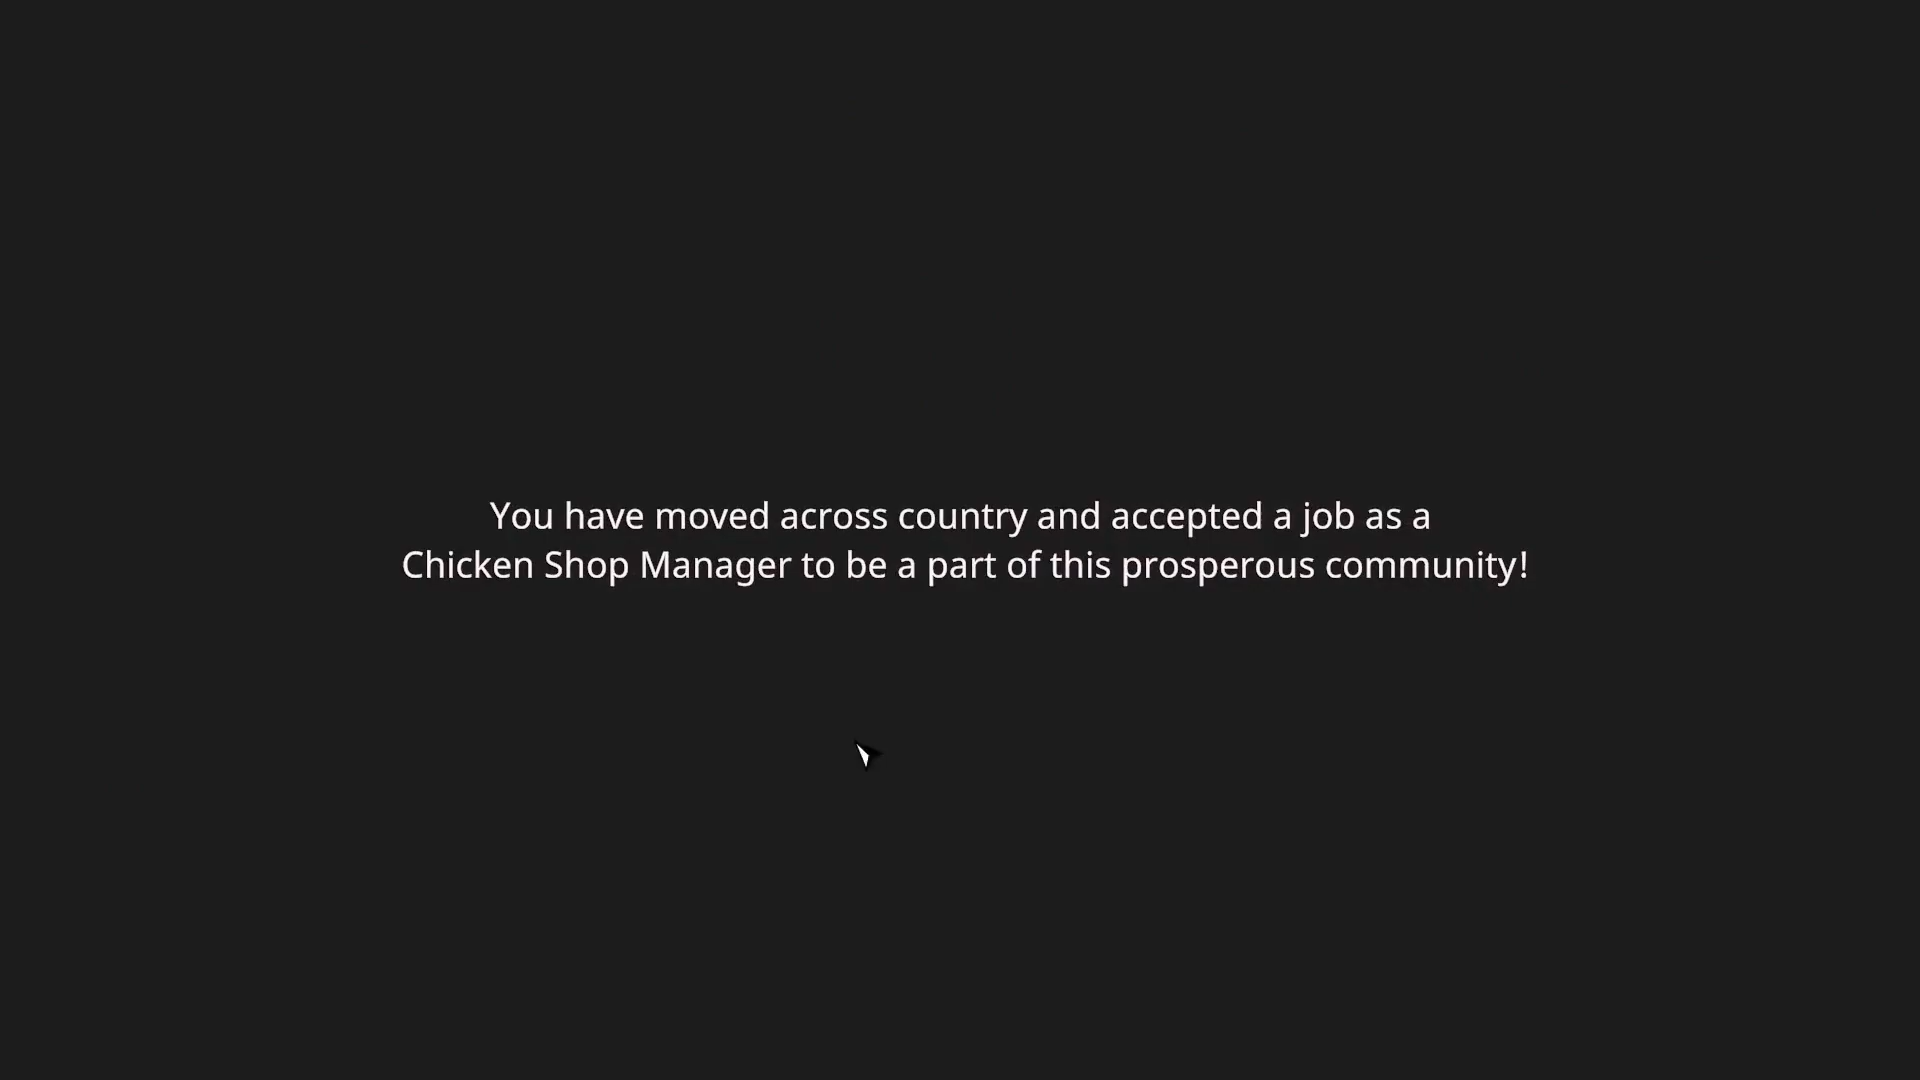 You have moved across country and accepted a job as a
Chicken Shop Manager to be a part of this prosperous community!